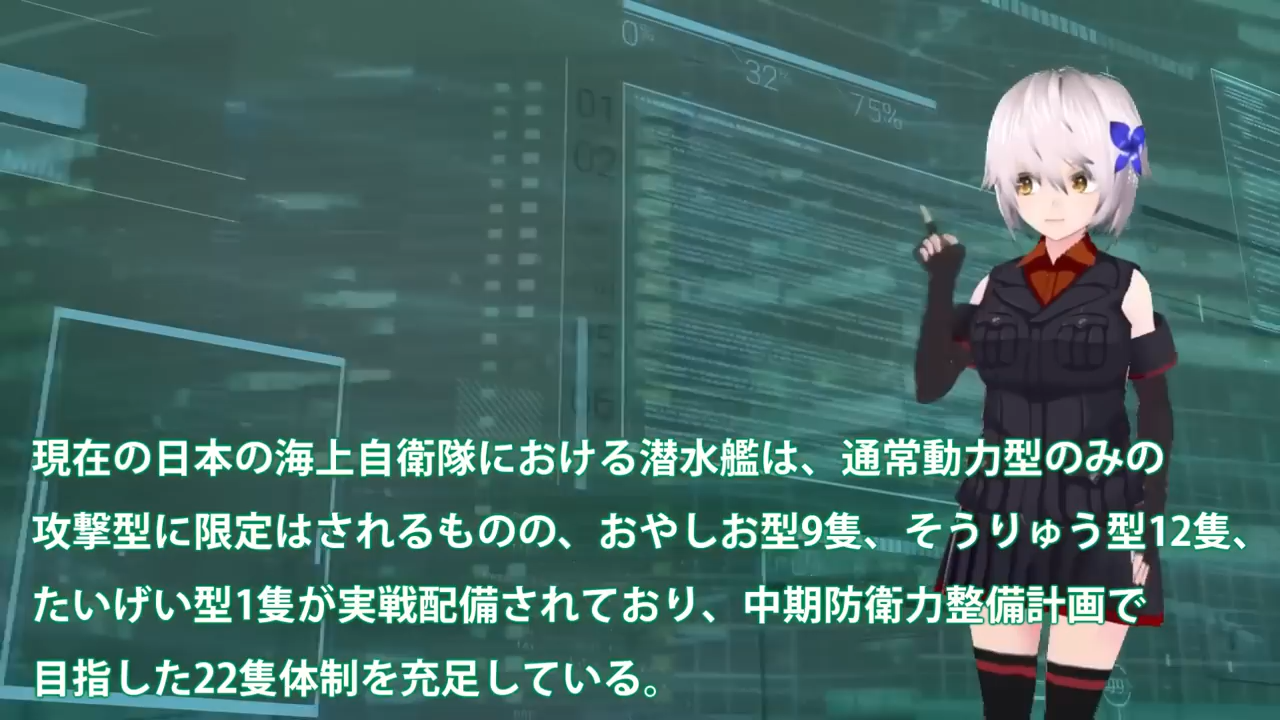 0%
32%
75%
01
02
現在の日本の海上自衛隊における潜水艦は、通常動力型のみの
攻撃型に限定はされるものの、おやしお型9隻、そうりゅう型12隻、
たいげい型1隻が実戦配備されており、中期防衛力整備計画で
目指した22隻体制を充足している。